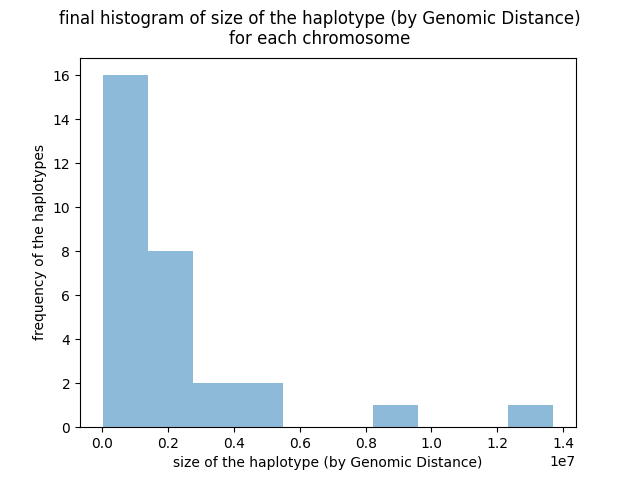 final histogram of size of the haplotype (by Genomic Distance)
for each chromosome
16
14
12
10
8
6
4
2
0
frequency of the haplotypes
0.0 0.2 0.4 0.6 0.8 1.0 1.2 1.4
1e7
size of the haplotype (by Genomic Distance)